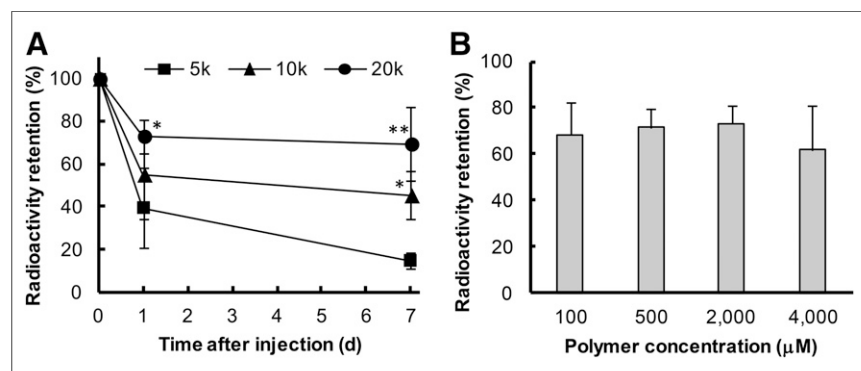 A
B
5k 10k 20k
Radioactivity retention (%)
100
80
60
40
20
0
*
**
*
0 1 2 3 4 5 6 7
Time after injection (d)
Radioactivity retention (%)
100
80
60
40
20
0
100 500 2,000 4,000
Polymer concentration (μM)